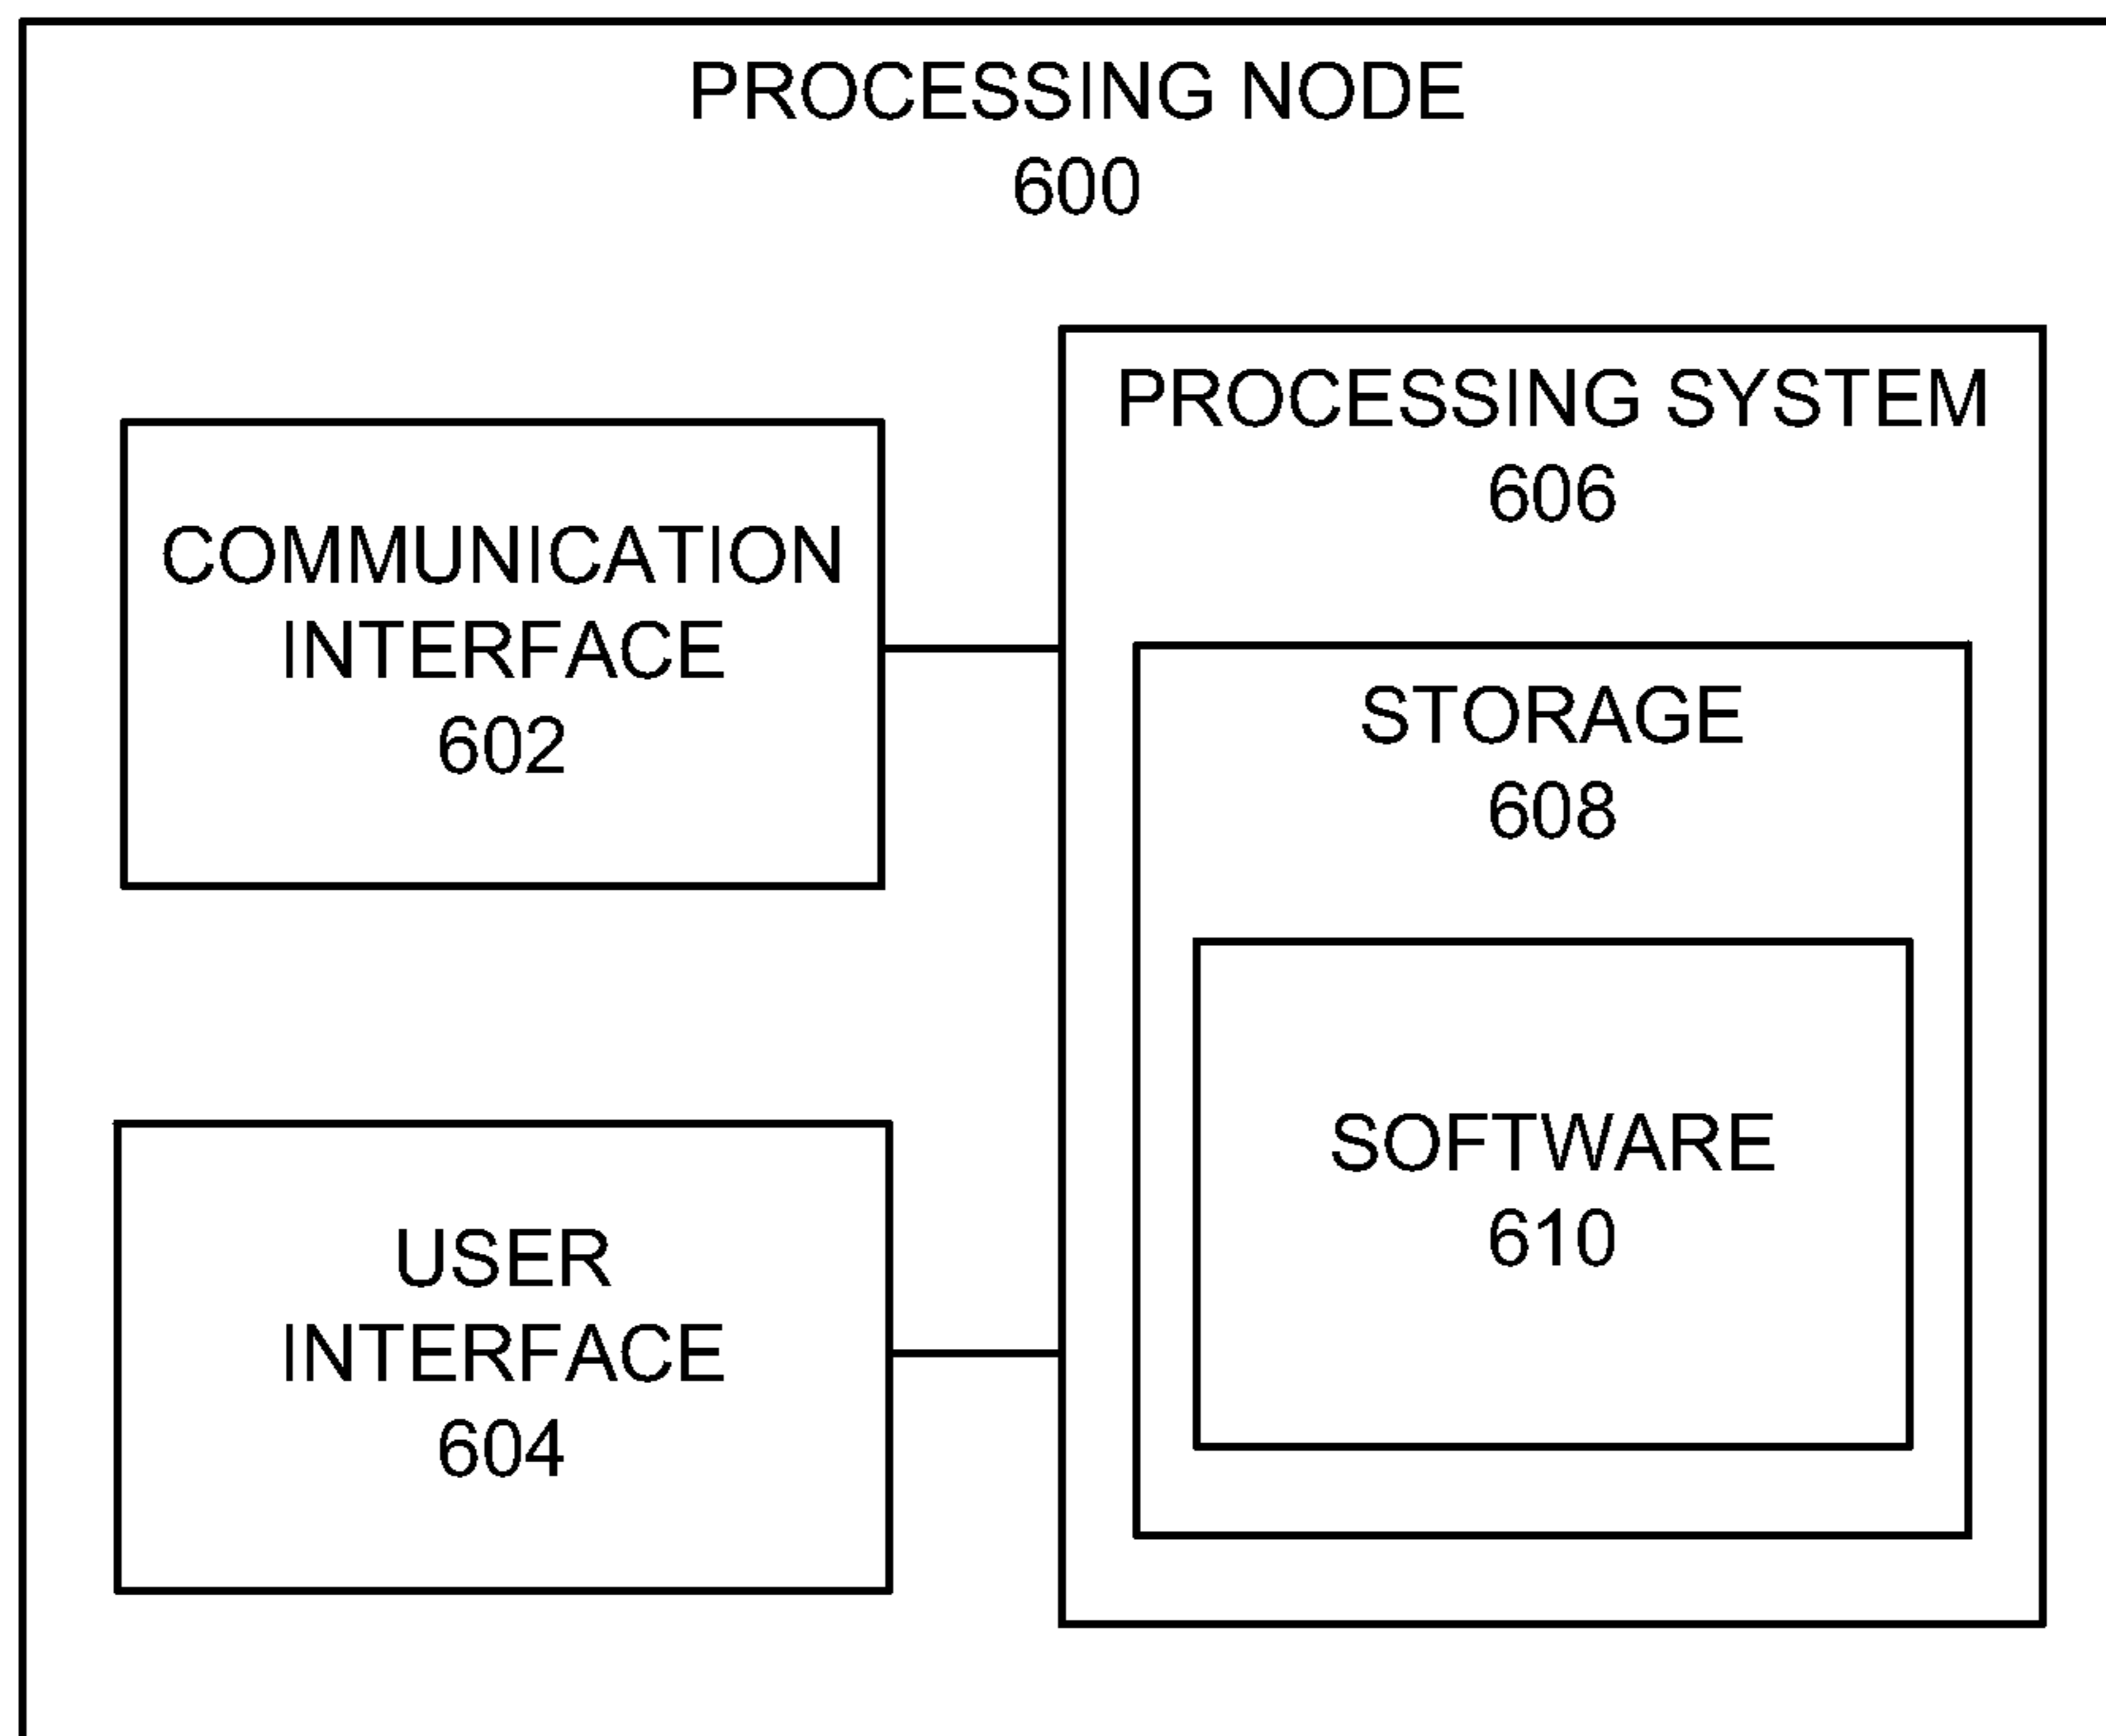 PROCESSING NODE
600
PROCESSING SYSTEM
606
COMMUNICATION
INTERFACE
602
STORAGE
608
SOFTWARE
610
USER
INTERFACE
604